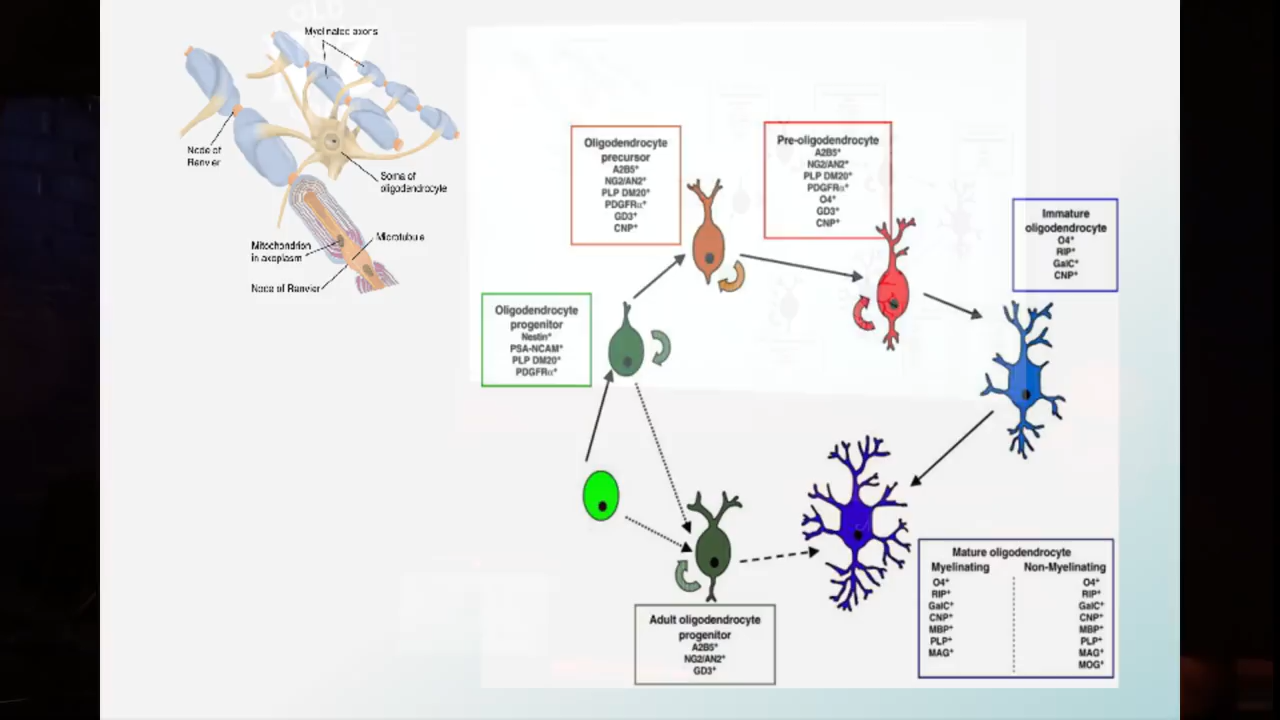 OLD
Myelinated axons
Node of
Ranvier
Soma of
oligodendrocyte
Microtubule
Mitochondrion
in axoplasm
Node of Ranvier
Oligodendrocyte
precursor
A2B5⁺
NG2/AN2⁺
PLP DM20⁺
PDGFRα⁺
GD3⁺
CNP⁺
Pre-oligodendrocyte
A2B5⁺
NG2/AN2⁺
PLP DM20⁺
PDGFRα⁺
O4⁺
GD3⁺
CNP⁺
Immature
oligodendrocyte
O4⁺
RIP⁺
GalC⁺
CNP⁺
Oligodendrocyte
progenitor
Nestin⁺
PSA-NCAM⁺
PLP DM20⁺
PDGFRα⁺
Adult oligodendrocyte
progenitor
A2B5⁺
NG2/AN2⁺
GD3⁺
Mature oligodendrocyte
Myelinating Non-Myelinating
O4⁺ O4⁺
RIP⁺ RIP⁺
GalC⁺ GalC⁺
CNP⁺ CNP⁺
MBP⁺ MBP⁺
PLP⁺ PLP⁺
MAG⁺ MAG⁺
MOG⁺